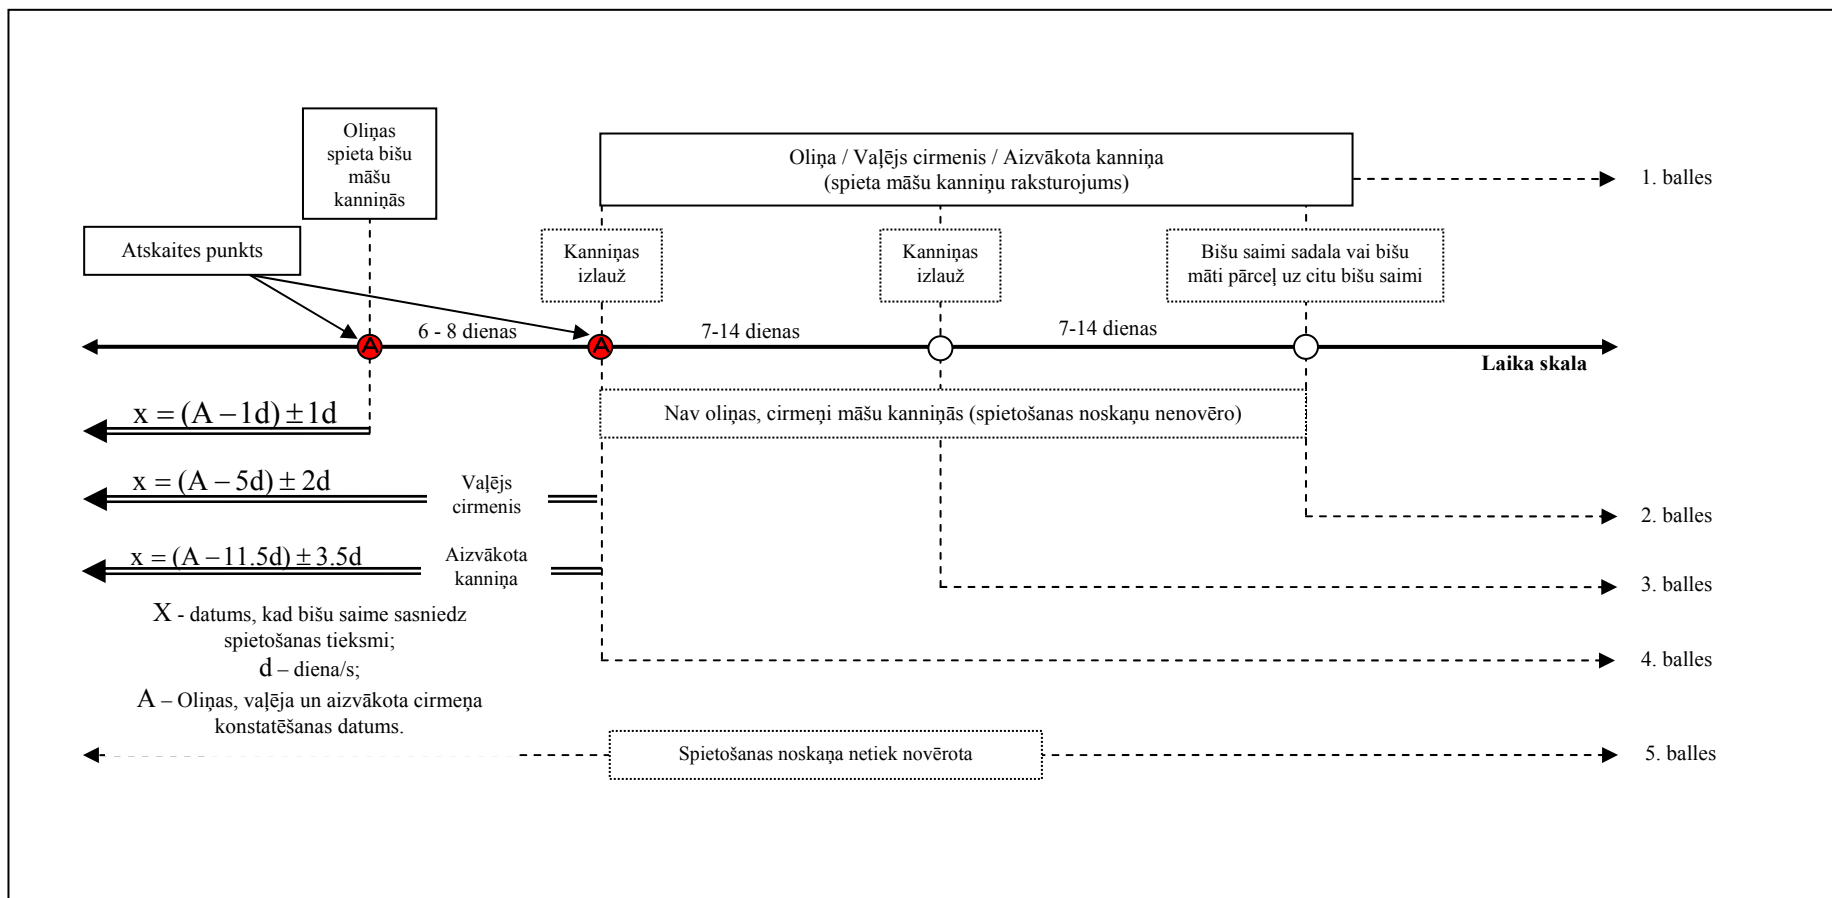 Oliņas
spieta bišu
māšu
kanniņās
Oliņa / Vaļējs cirmenis / Aizvākota kanniņa
(spieta māšu kanniņu raksturojums)
1. balles
Atskaites punkts
Kanniņas
izlauž
Kanniņas
izlauž
Bišu saimi sadala vai bišu
māti pārceļ uz citu bišu saimi
6 - 8 dienas
7-14 dienas
7-14 dienas
A
A
Laika skala
x = (A – 1d) ± 1d
Nav oliņas, cirmeņi māšu kanniņās (spietošanas noskaņu nenovēro)
x = (A – 5d) ± 2d
Vaļējs
cirmenis
2. balles
x = (A – 11.5d) ± 3.5d
Aizvākota
kanniņa
3. balles
X - datums, kad bišu saime sasniedz
spietošanas tieksmi;
d – diena/s;
A – Oliņas, vaļēja un aizvākota cirmeņa
konstatēšanas datums.
4. balles
Spietošanas noskaņa netiek novērota
5. balles